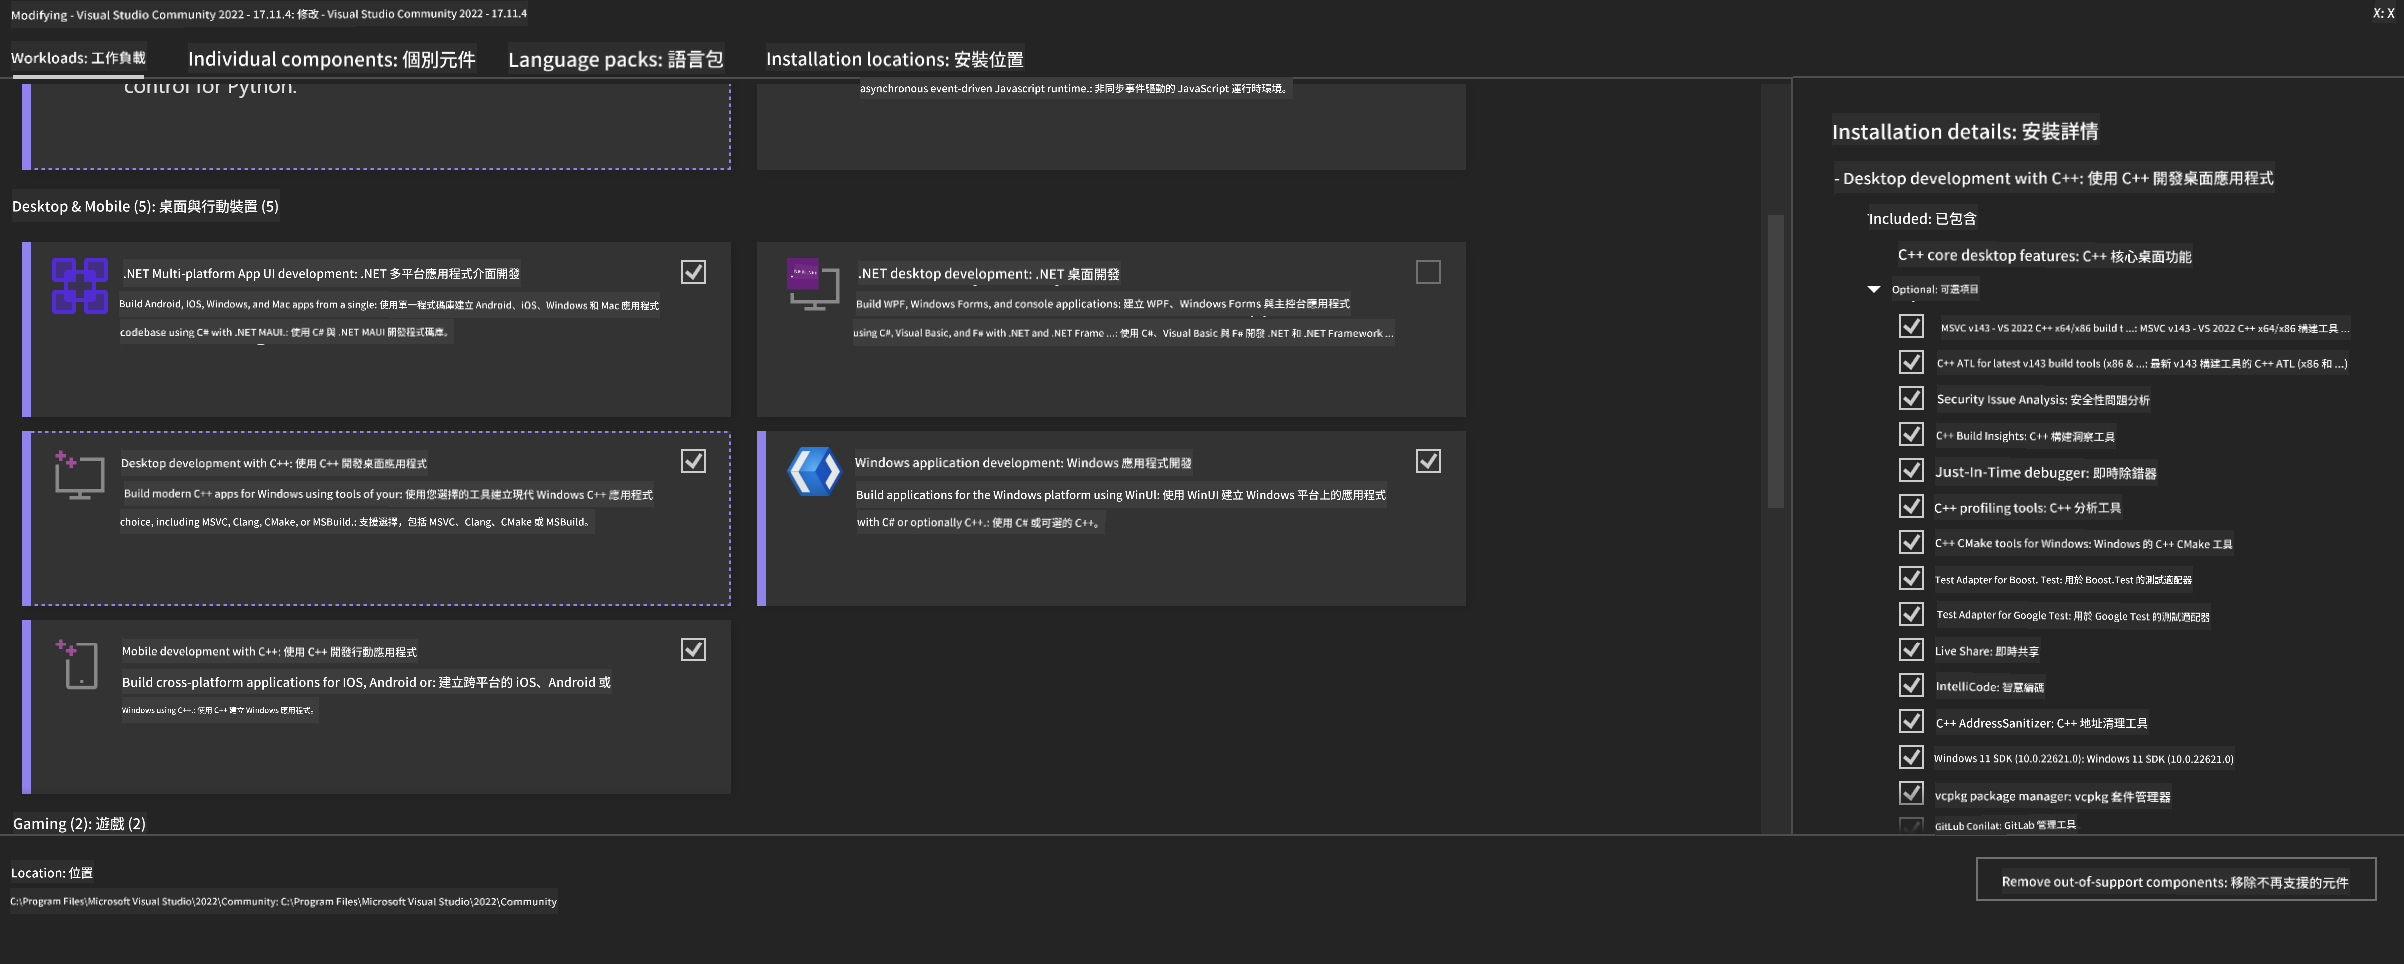 Modifying - Visual Studio Community 2022 - 17.11.4: 修改 - Visual Studio Community 2022 - 17.11.4
X: X
Workloads: 工作負載
Individual components: 個別元件
Language packs: 語言包
Installation locations: 安裝位置
control for Python.
asynchronous event-driven Javascript runtime.: 非同步事件驅動的 JavaScript 運行時環境。
Desktop & Mobile (5): 桌面與行動裝置 (5)
.NET Multi-platform App UI development: .NET 多平台應用程式介面開發
Build Android, IOS, Windows, and Mac apps from a single: 使用單一程式碼庫建立 Android、iOS、Windows 和 Mac 應用程式
codebase using C# with .NET MAUI.: 使用 C# 與 .NET MAUI 開發程式碼庫。
.NET desktop development: .NET 桌面開發
Build WPF, Windows Forms, and console applications: 建立 WPF、Windows Forms 與主控台應用程式
using C#, Visual Basic, and F# with .NET and .NET Frame ...: 使用 C#、Visual Basic 與 F# 開發 .NET 和 .NET Framework ...
Desktop development with C++: 使用 C++ 開發桌面應用程式
Build modern C++ apps for Windows using tools of your: 使用您選擇的工具建立現代 Windows C++ 應用程式
choice, including MSVC, Clang, CMake, or MSBuild.: 支援選擇，包括 MSVC、Clang、CMake 或 MSBuild。
Windows application development: Windows 應用程式開發
Build applications for the Windows platform using WinUI: 使用 WinUI 建立 Windows 平台上的應用程式
with C# or optionally C++.: 使用 C# 或可選的 C++。
Mobile development with C++: 使用 C++ 開發行動應用程式
Build cross-platform applications for IOS, Android or: 建立跨平台的 iOS、Android 或
Windows using C++.: 使用 C++ 建立 Windows 應用程式。
Gaming (2): 遊戲 (2)
Installation details: 安裝詳情
- Desktop development with C++: 使用 C++ 開發桌面應用程式
Included: 已包含
C++ core desktop features: C++ 核心桌面功能
Optional: 可選項目
MSVC v143 - VS 2022 C++ x64/x86 build t ...: MSVC v143 - VS 2022 C++ x64/x86 構建工具 ...
C++ ATL for latest v143 build tools (x86 & ...: 最新 v143 構建工具的 C++ ATL (x86 和 ...)
Security Issue Analysis: 安全性問題分析
C++ Build Insights: C++ 構建洞察工具
Just-In-Time debugger: 即時除錯器
C++ profiling tools: C++ 分析工具
C++ CMake tools for Windows: Windows 的 C++ CMake 工具
Test Adapter for Boost. Test: 用於 Boost.Test 的測試適配器
Test Adapter for Google Test: 用於 Google Test 的測試適配器
Live Share: 即時共享
IntelliCode: 智慧編碼
C++ AddressSanitizer: C++ 地址清理工具
Windows 11 SDK (10.0.22621.0): Windows 11 SDK (10.0.22621.0)
vcpkg package manager: vcpkg 套件管理器
GitLub Conilat: GitLab 管理工具
Location: 位置
C:\Program Files\Microsoft Visual Studio\2022\Community: C:\Program Files\Microsoft Visual Studio\2022\Community
Remove out-of-support components: 移除不再支援的元件